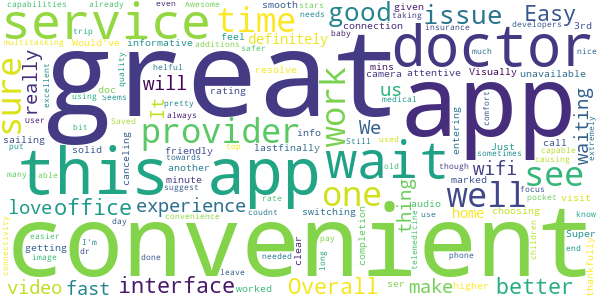 capabilities already even Awesome smooth stars given 3rd
service time good issue Easy
multitasking Would've trip informative additions feel safer definitely connection taking needs baby insurance developers
great doctor
sure really excellent using Seems doc quality helful resolve mins camera attentive Visually much nice unavailable
will rating It us medical app
User pretty always work We comfort entering waiting
sailing bit Saved provider info Just call
put solid canceling friendly towards top lastfinally Still used sometimes capable causing extremely
this app wait wifi see
many able another minute suggest one old though marked well focus pocket visit
love office experience rate coudnt switching thing audio use home choosing know
severe day convenience completion telemedicine children Super
convenient
connectivity getting I'm dr image done leave needed long clear pay phone end thankfully
video fast interface worked Overall ser make higher better